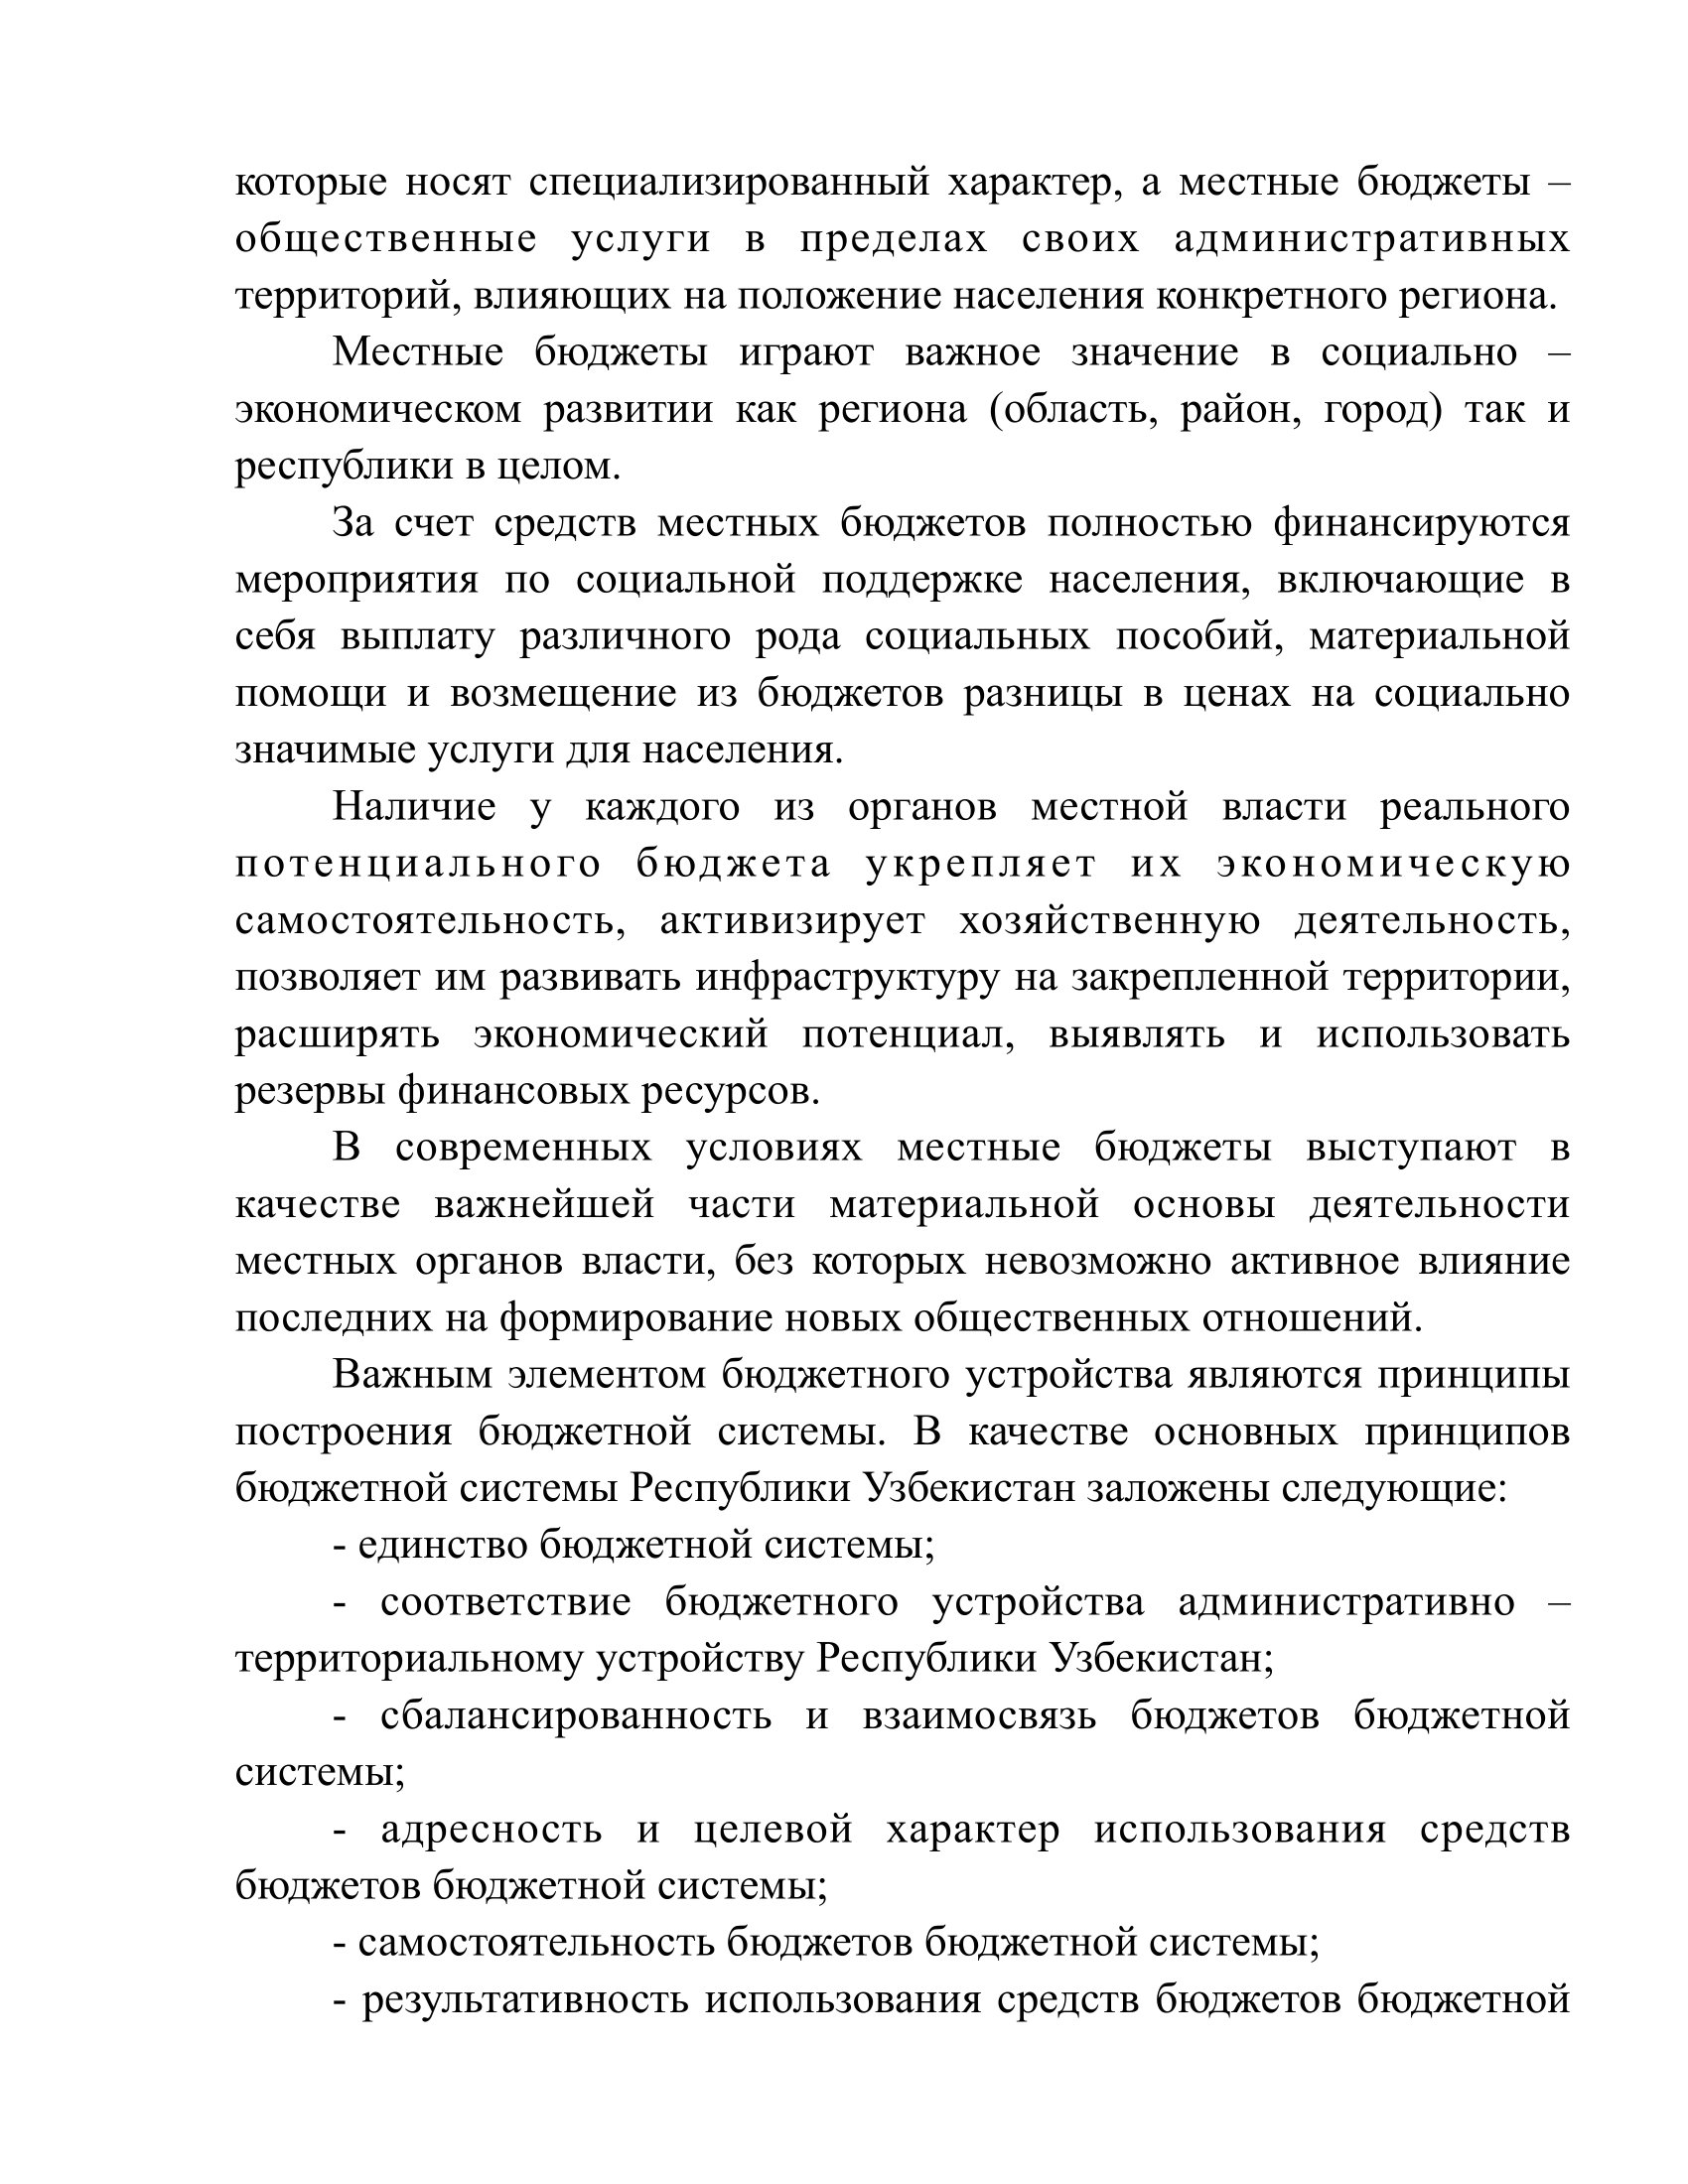 которые носят специализированный характер, а местные бюджеты –
общественные услуги в пределах своих административных
территорий, влияющих на положение населения конкретного региона.
Местные бюджеты играют важное значение в социально –
экономическом развитии как региона (область, район, город) так и
республики в целом.
За счет средств местных бюджетов полностью финансируются
мероприятия по социальной поддержке населения, включающие в
себя выплату различного рода социальных пособий, материальной
помощи и возмещение из бюджетов разницы в ценах на социально
значимые услуги для населения.
Наличие у каждого из органов местной власти реального
потенциального бюджета укрепляет их экономическую
самостоятельность, активизирует хозяйственную деятельность,
позволяет им развивать инфраструктуру на закрепленной территории,
расширять экономический потенциал, выявлять и использовать
резервы финансовых ресурсов.
В современных условиях местные бюджеты выступают в
качестве важнейшей части материальной основы деятельности
местных органов власти, без которых невозможно активное влияние
последних на формирование новых общественных отношений.
Важным элементом бюджетного устройства являются принципы
построения бюджетной системы. В качестве основных принципов
бюджетной системы Республики Узбекистан заложены следующие:
- единство бюджетной системы;
- соответствие бюджетного устройства административно –
территориальному устройству Республики Узбекистан;
- сбалансированность и взаимосвязь бюджетов бюджетной
системы;
- адресность и целевой характер использования средств
бюджетов бюджетной системы;
- самостоятельность бюджетов бюджетной системы;
- результативность использования средств бюджетов бюджетной